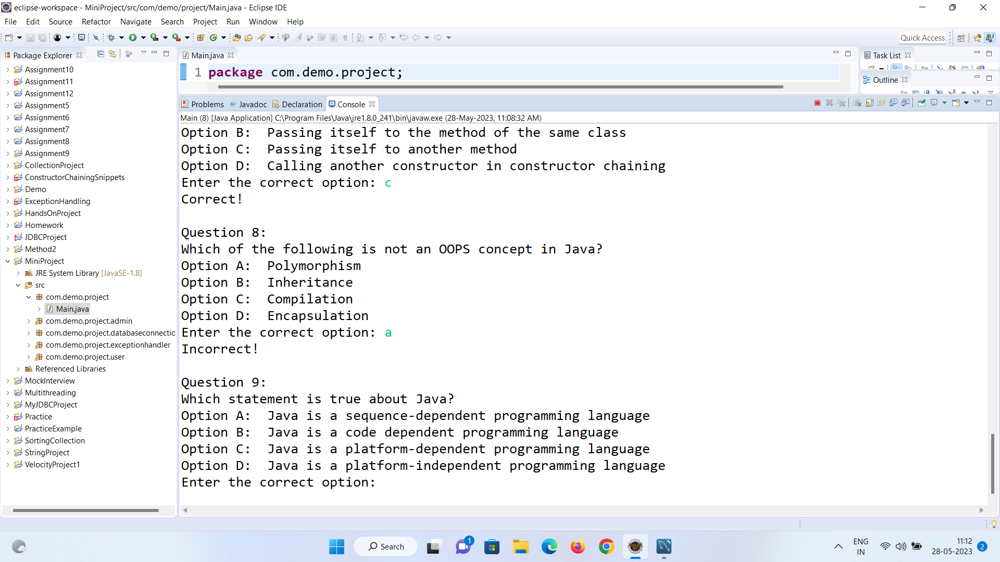 eclipse-workspace - MiniProject/src/com/demo/project/Main.java - Eclipse IDE
File Edit Source Refactor Navigate Search Project Run Window Help
Quick Access
Package Explorer
Assignment10
Assignment11
Assignment12
Assignment5
Assignment6
Assignment7
Assignment8
Assignment9
CollectionProject
ConstructorChainingSnippets
Demo
ExceptionHandling
HandsOnProject
Homework
JDBCProject
Method2
MiniProject
JRE System Library [JavaSE-1.8]
src
com.demo.project
Main.java
com.demo.project.admin
com.demo.project.databaseconnectic
com.demo.project.exceptionhandler
com.demo.project.user
Referenced Libraries
MockInterview
Multithreading
MyJDBCProject
Practice
PracticeExample
SortingCollection
StringProject
VelocityProject1
Main.java
1 package com.demo.project;
Task List
Outline
Problems @ Javadoc Declaration Console
Main (8) [Java Application] C:\Program Files\Java\jre1.8.0_241\bin\javaw.exe (28-May-2023, 11:08:32 AM)
Option B:  Passing itself to the method of the same class
Option C:  Passing itself to another method
Option D:  Calling another constructor in constructor chaining
Enter the correct option: c
Correct!
Question 8:
Which of the following is not an OOPS concept in Java?
Option A:  Polymorphism
Option B:  Inheritance
Option C:  Compilation
Option D:  Encapsulation
Enter the correct option: a
Incorrect!
Question 9:
Which statement is true about Java?
Option A:  Java is a sequence-dependent programming language
Option B:  Java is a code dependent programming language
Option C:  Java is a platform-dependent programming language
Option D:  Java is a platform-independent programming language
Enter the correct option:
Search
1
ENG
IN
11:12
28-05-2023
2